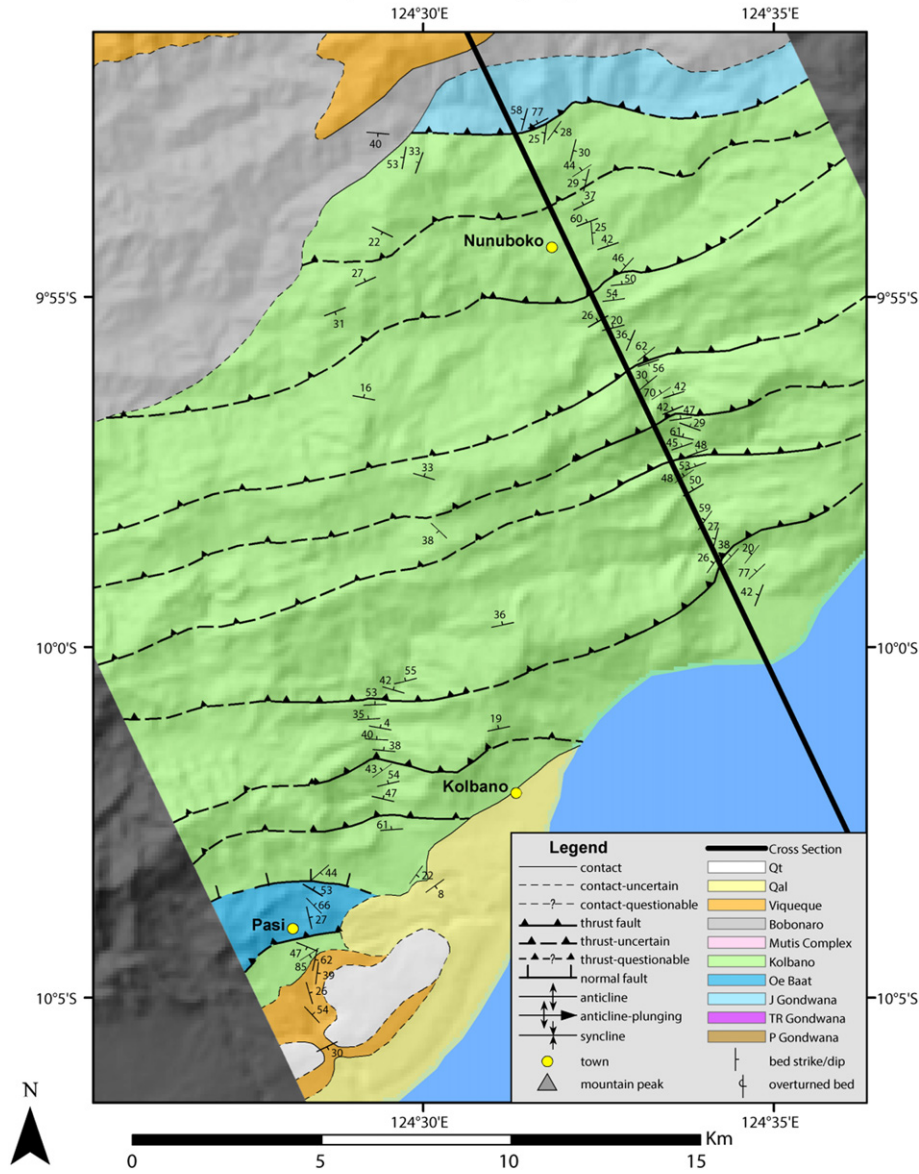 124°30'E
124°35'E
58
77
25
28
40
53
33
30
44
29
37
60
25
22
Nunuboko
42
46
27
50
9°55'S
9°55'S
54
31
26
20
36
62
56
30
16
70
42
42
47
29
61
45
48
33
53
48
50
59
27
38
38
20
26
77
42
36
10°0'S
10°0'S
55
42
53
35
4
19
40
38
43
54
Kolbano
47
61
44
22
53
8
66
Pasi
27
47
62
85
39
26
54
30
10°5'S
10°5'S
Legend
contact
contact-uncertain
?
contact-questionable
thrust fault
thrust-uncertain
?
thrust-questionable
normal fault
anticline
anticline-plunging
syncline
town
mountain peak
Cross Section
Qt
Qal
Viqueque
Bobonaro
Mutis Complex
Kolbano
Oe Baat
J Gondwana
TR Gondwana
P Gondwana
bed strike/dip
overturned bed
N
124°30'E
124°35'E
Km
0
5
10
15